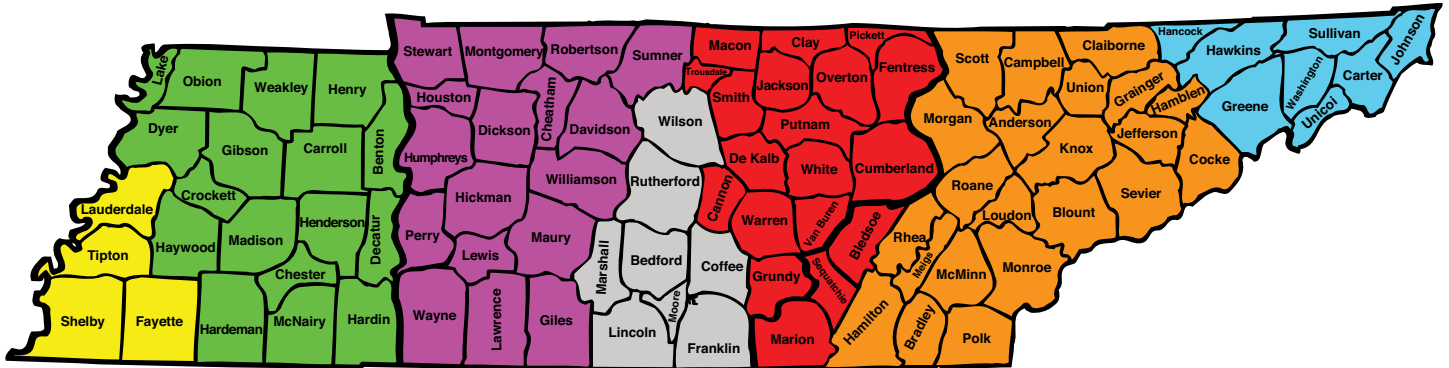 Lake
Obion
Weakley
Henry
Dyer
Gibson
Carroll
Benton
Lauderdale
Crockett
Tipton
Haywood
Madison
Henderson
Decatur
Chester
Shelby
Fayette
Hardeman
McNairy
Hardin
Stewart
Montgomery
Robertson
Sumner
Houston
Dickson
Cheatham
Davidson
Humphreys
Williamson
Hickman
Perry
Lewis
Maury
Wayne
Lawrence
Giles
Wilson
Rutherford
Marshall
Bedford
Coffee
Moore
Lincoln
Franklin
Macon
Clay
Pickett
Trousdale
Smith
Jackson
Overton
Fentress
Putnam
De Kalb
White
Cumberland
Cannon
Warren
Van Buren
Bledsoe
Grundy
Sequatchie
Marion
Scott
Campbell
Claiborne
Union
Grainger
Hamblen
Morgan
Anderson
Knox
Jefferson
Cocke
Roane
Loudon
Blount
Sevier
Rhea
Meigs
McMinn
Monroe
Hamilton
Bradley
Polk
Hancock
Hawkins
Sullivan
Johnson
Greene
Washington
Carter
Unicoi